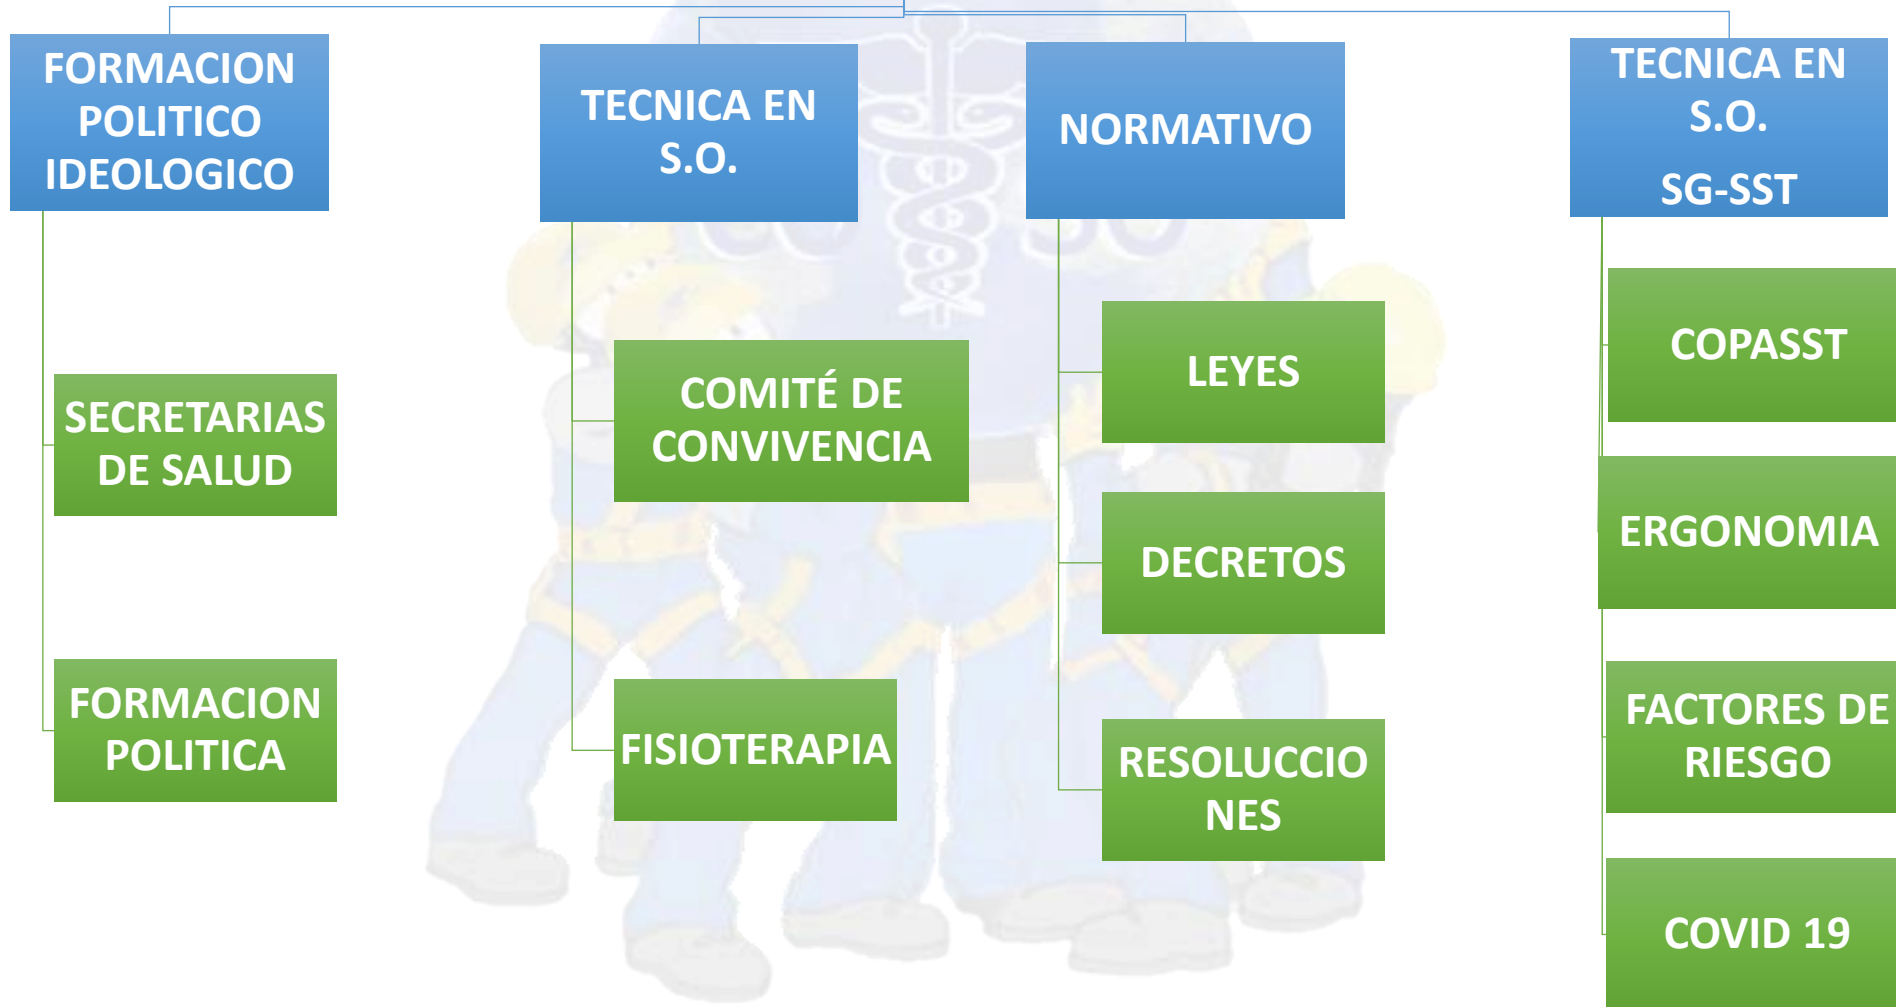 FORMACION
POLITICO
IDEOLOGICO
SECRETARIAS
DE SALUD
FORMACION
POLITICA
TECNICA EN
S.O.
COMITÉ DE
CONVIVENCIA
FISIOTERAPIA
NORMATIVO
LEYES
DECRETOS
RESOLUCCIO
NES
TECNICA EN
S.O.
SG-SST
COPASST
ERGONOMIA
FACTORES DE
RIESGO
COVID 19